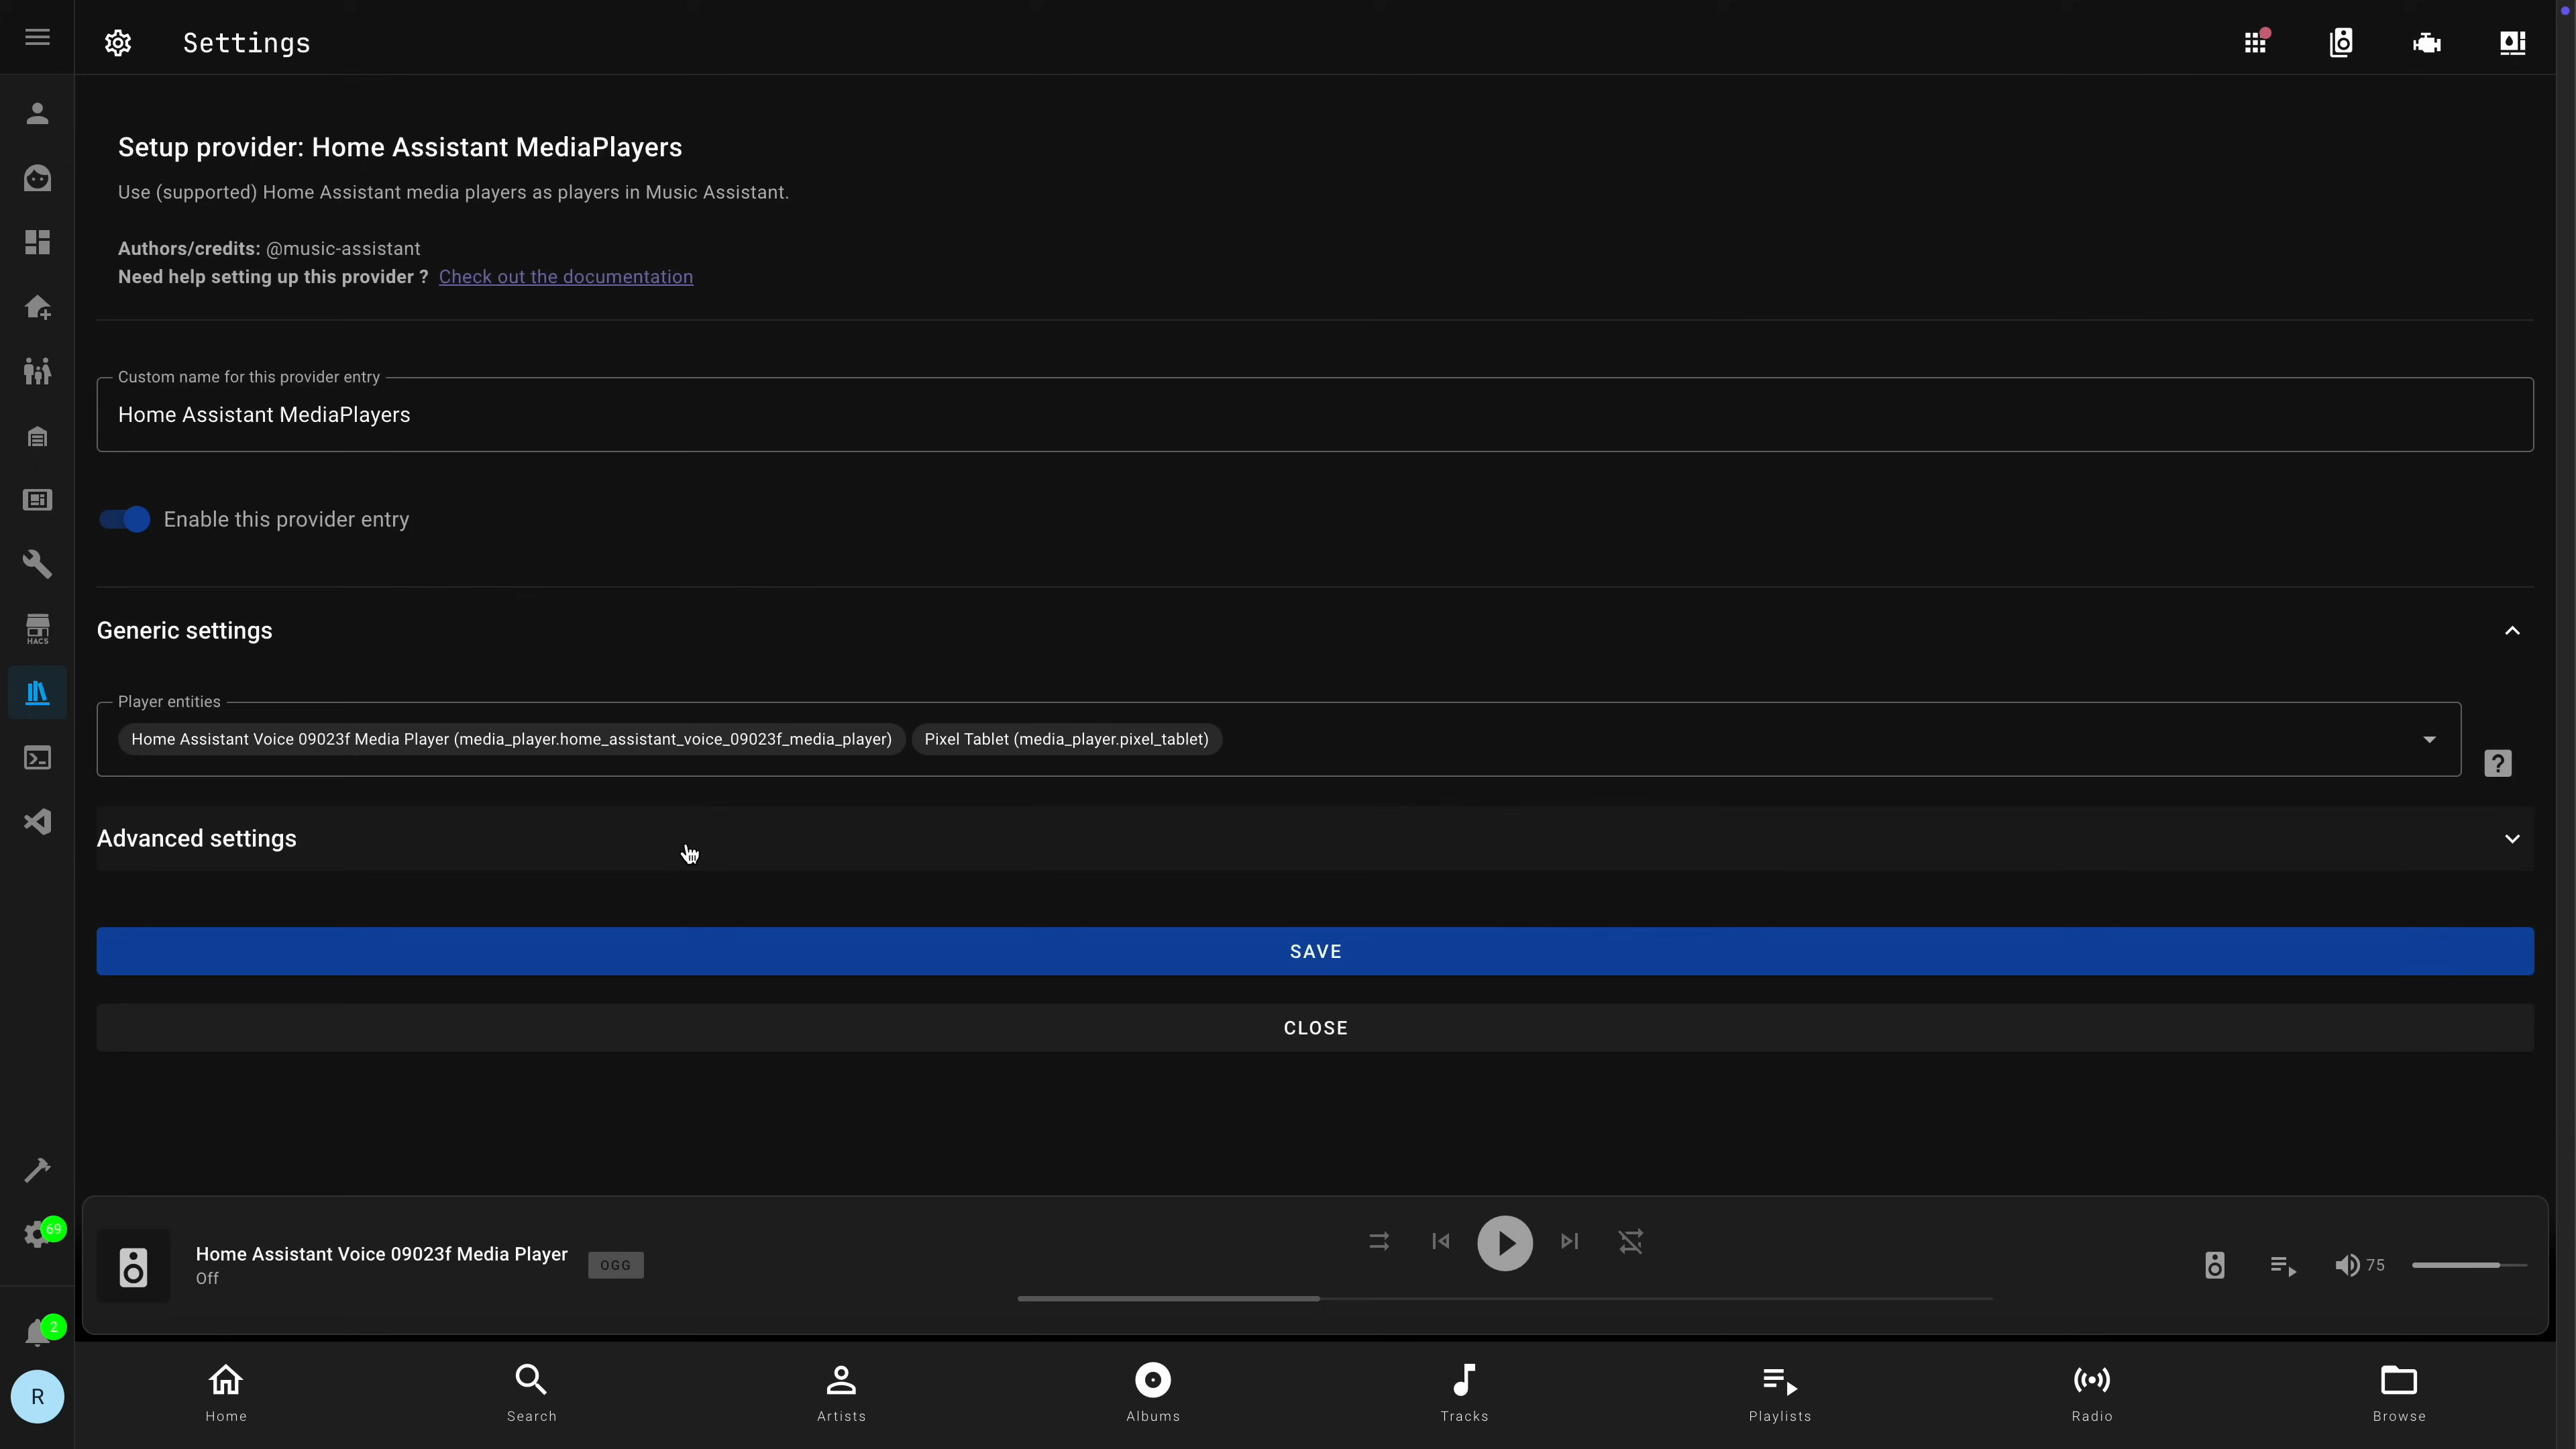 Settings
Setup provider: Home Assistant MediaPlayers
Use (supported) Home Assistant media players as players in Music Assistant.
Authors/credits: @music-assistant
Need help setting up this provider ? Check out the documentation
Custom name for this provider entry
Home Assistant MediaPlayers
Enable this provider entry
Generic settings
HACS
Player entities
Home Assistant Voice 09023f Media Player (media_player.home_assistant_voice_09023f_media_player) Pixel Tablet (media_player.pixel_tablet)
?
Advanced settings
SAVE
CLOSE
69
Home Assistant Voice 09023f Media Player
OGG
Off
75
2
R
Home Search Artists Albums Tracks Playlists Radio Browse